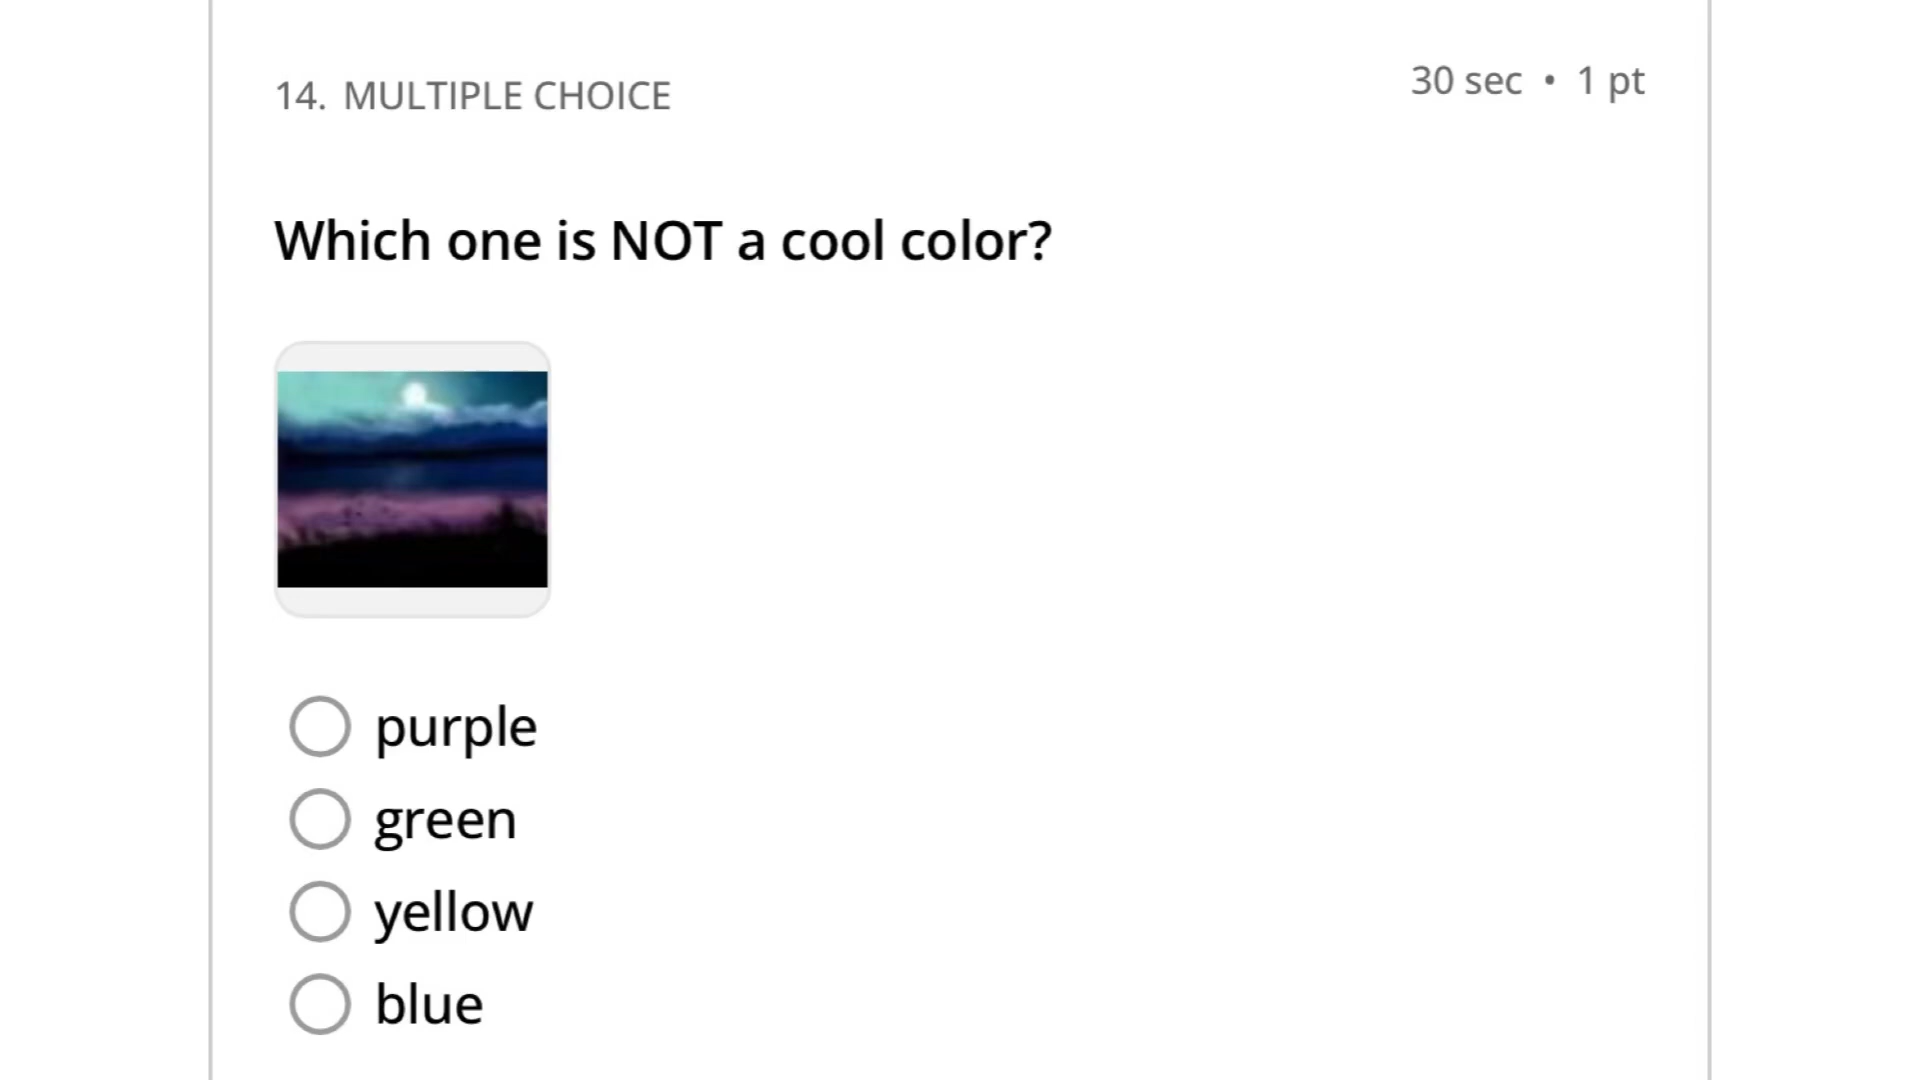 14. MULTIPLE CHOICE
30 sec • 1 pt
Which one is NOT a cool color?
purple
green
yellow
blue